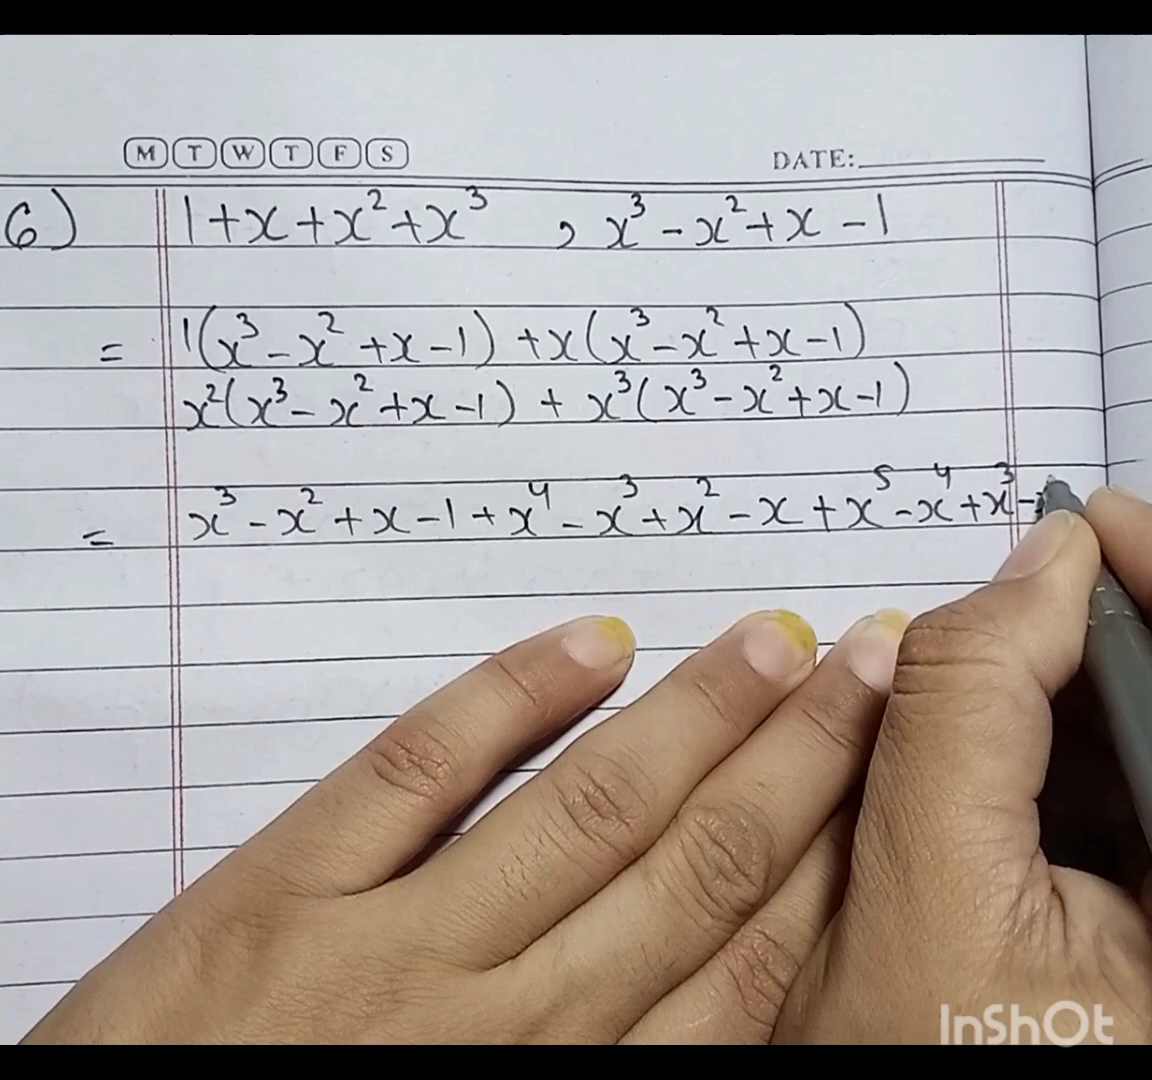 M T W T F S
DATE:
6) 1+x+x²+x³ , x³-x²+x-1
= 1(x³-x²+x-1) +x(x³-x²+x-1)
x²(x³-x²+x-1) + x³(x³-x²+x-1)
= x³-x²+x-1+x⁴-x³+x²-x+x⁵-x⁴+x³-
InShOt